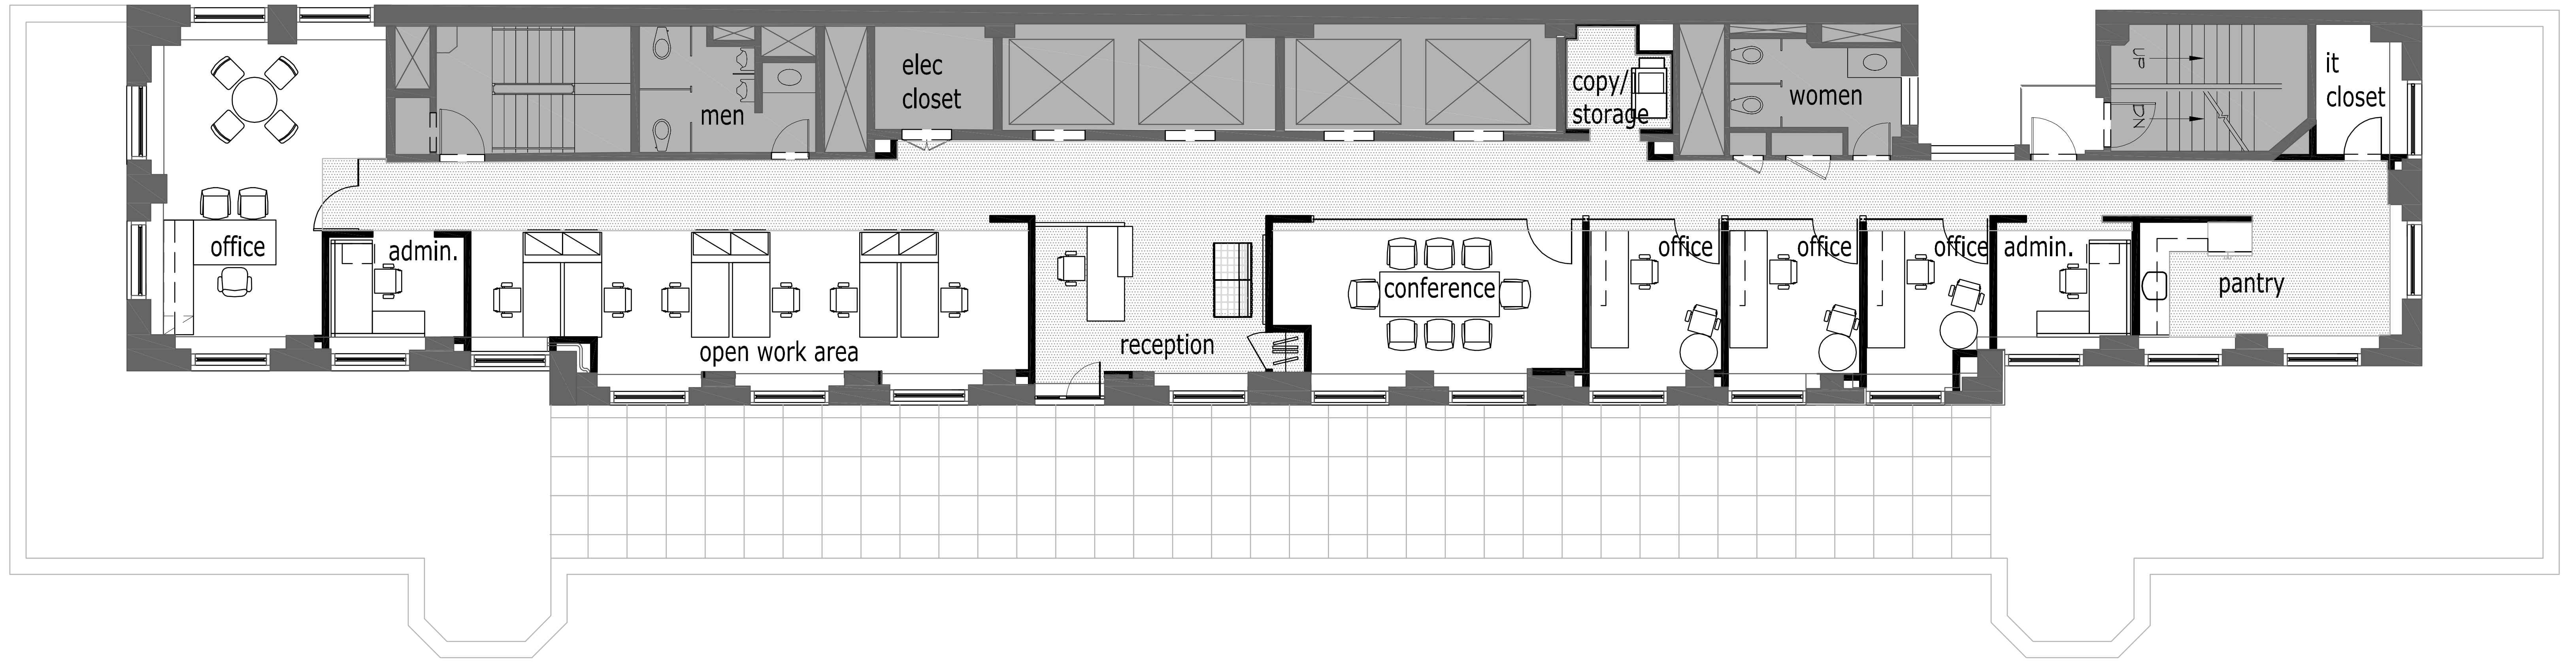 elec
closet
men
copy/
storage
women
UP
DN
it
closet
office
admin.
open work area
reception
conference
office
office
office
admin.
pantry